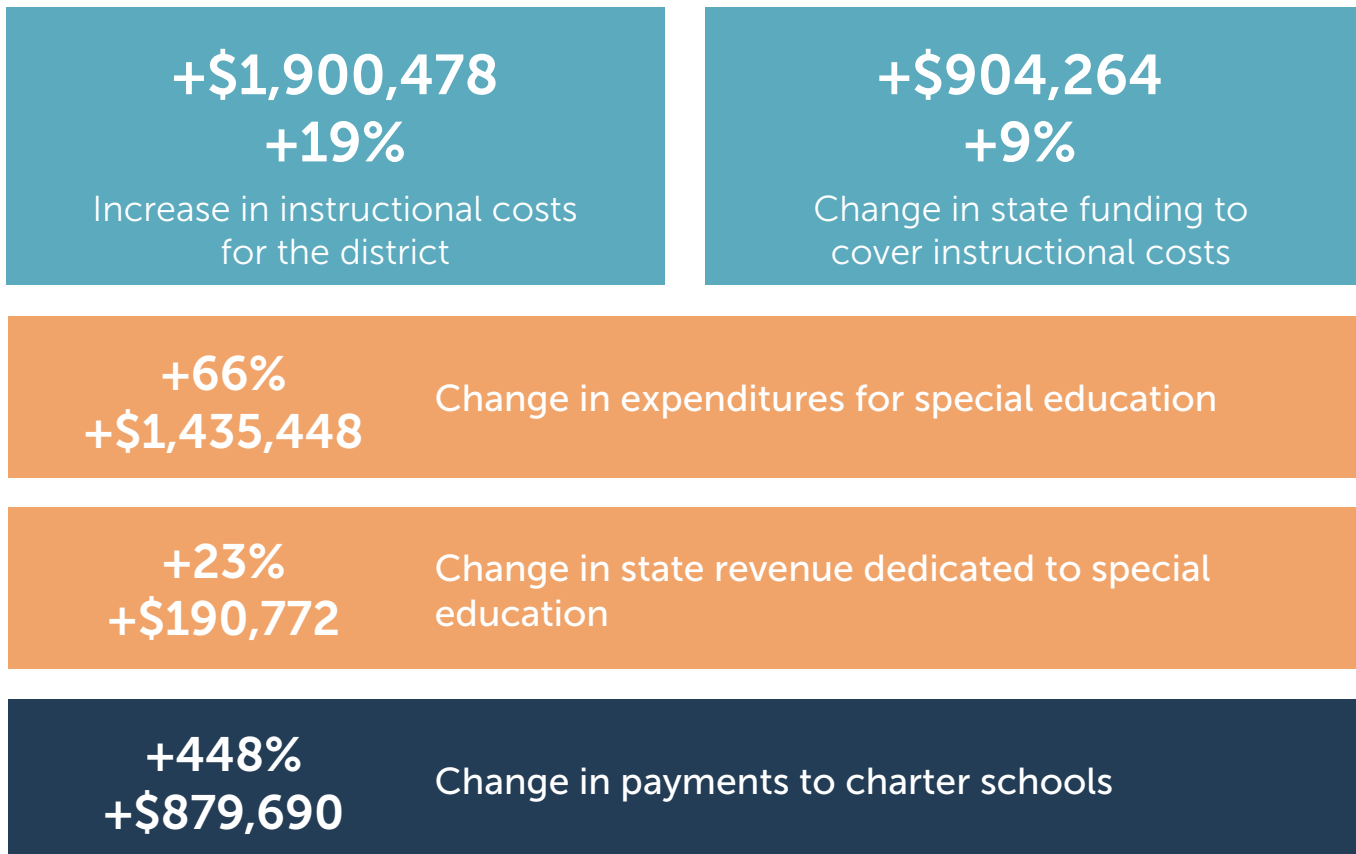 +$1,900,478
+19%
Increase in instructional costs
for the district
+$904,264
+9%
Change in state funding to
cover instructional costs
+66%
+$1,435,448
Change in expenditures for special education
+23%
+$190,772
Change in state revenue dedicated to special
education
+448%
+$879,690
Change in payments to charter schools